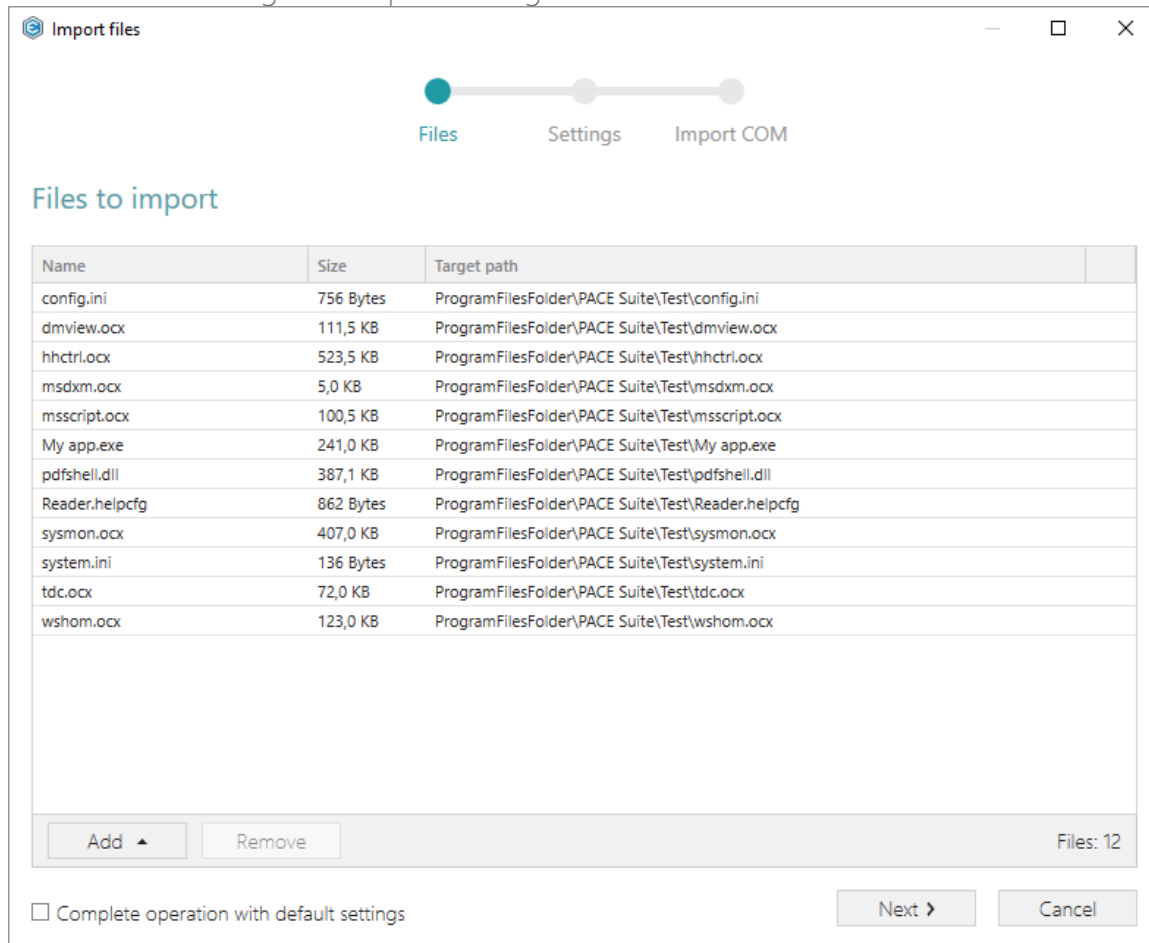 Import files
Files Settings Import COM
Files to import
Name Size Target path
config.ini 756 Bytes ProgramFilesFolder\PACE Suite\Test\config.ini
dmview.ocx 111,5 KB ProgramFilesFolder\PACE Suite\Test\dmview.ocx
hhctrl.ocx 523,5 KB ProgramFilesFolder\PACE Suite\Test\hhctrl.ocx
msdxm.ocx 5,0 KB ProgramFilesFolder\PACE Suite\Test\msdxm.ocx
msscript.ocx 100,5 KB ProgramFilesFolder\PACE Suite\Test\msscript.ocx
My app.exe 241,0 KB ProgramFilesFolder\PACE Suite\Test\My app.exe
pdfshell.dll 387,1 KB ProgramFilesFolder\PACE Suite\Test\pdfshell.dll
Reader.helpcfg 862 Bytes ProgramFilesFolder\PACE Suite\Test\Reader.helpcfg
sysmon.ocx 407,0 KB ProgramFilesFolder\PACE Suite\Test\sysmon.ocx
system.ini 136 Bytes ProgramFilesFolder\PACE Suite\Test\system.ini
tdc.ocx 72,0 KB ProgramFilesFolder\PACE Suite\Test\tdc.ocx
wshom.ocx 123,0 KB ProgramFilesFolder\PACE Suite\Test\wshom.ocx
Add Remove Files: 12
Complete operation with default settings Next Cancel